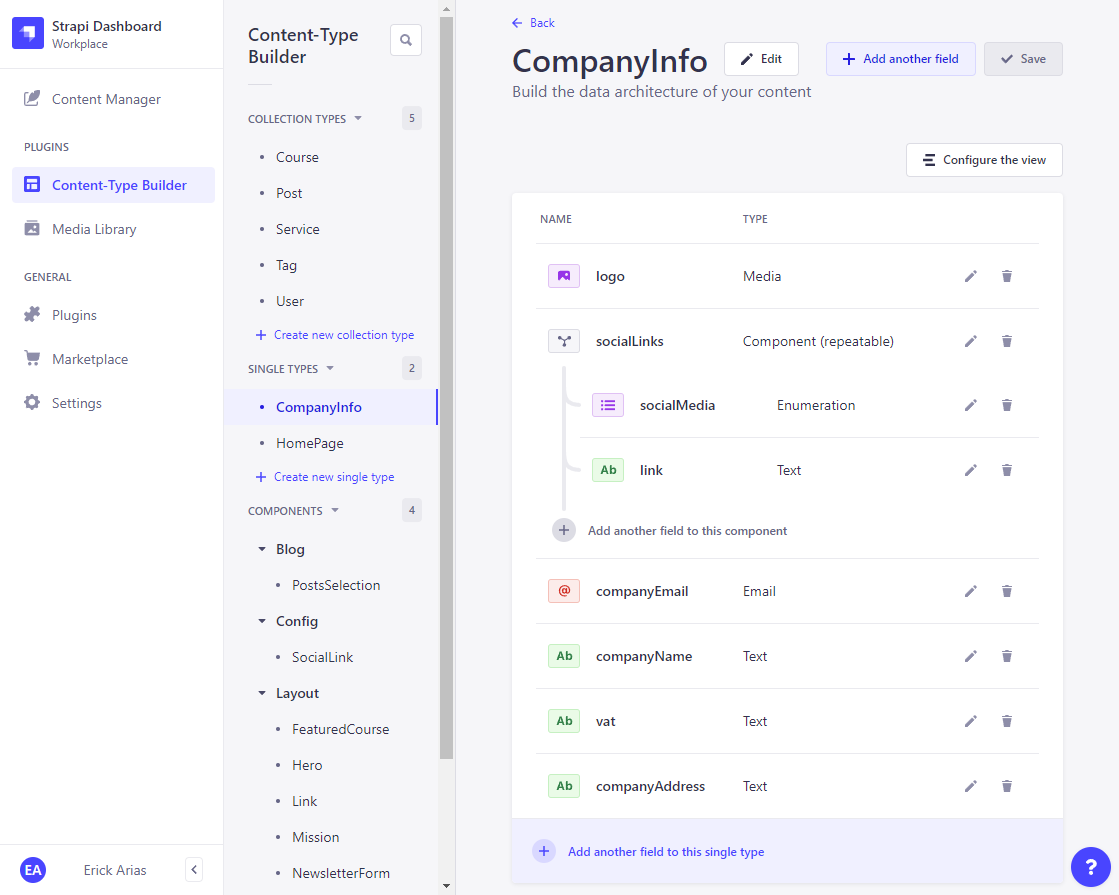 Strapi Dashboard
Workplace
Content Manager
PLUGINS
Content-Type Builder
Media Library
GENERAL
Plugins
Marketplace
Settings
EA
Erick Arias
Content-Type
Builder
COLLECTION TYPES 5
Course
Post
Service
Tag
User
Create new collection type
SINGLE TYPES 2
CompanyInfo
HomePage
Create new single type
COMPONENTS 4
Blog
PostsSelection
Config
SocialLink
Layout
FeaturedCourse
Hero
Link
Mission
NewsletterForm
Back
CompanyInfo Edit Add another field Save
Build the data architecture of your content
Configure the view
NAME TYPE
logo Media
socialLinks Component (repeatable)
socialMedia Enumeration
Ab link Text
Add another field to this component
@ companyEmail Email
Ab companyName Text
Ab vat Text
Ab companyAddress Text
Add another field to this single type
?